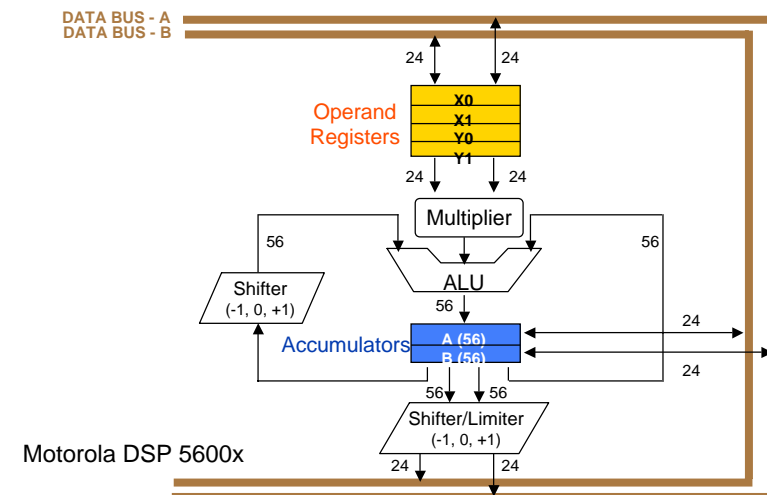 DATA BUS - A
DATA BUS - B
24
24
Operand
Registers
X0
X1
Y0
Y1
24
24
Multiplier
56
56
ALU
Shifter
(-1, 0, +1)
56
Accumulators
A (56)
B (56)
24
24
56
56
Shifter/Limiter
(-1, 0, +1)
Motorola DSP 5600x
24
24